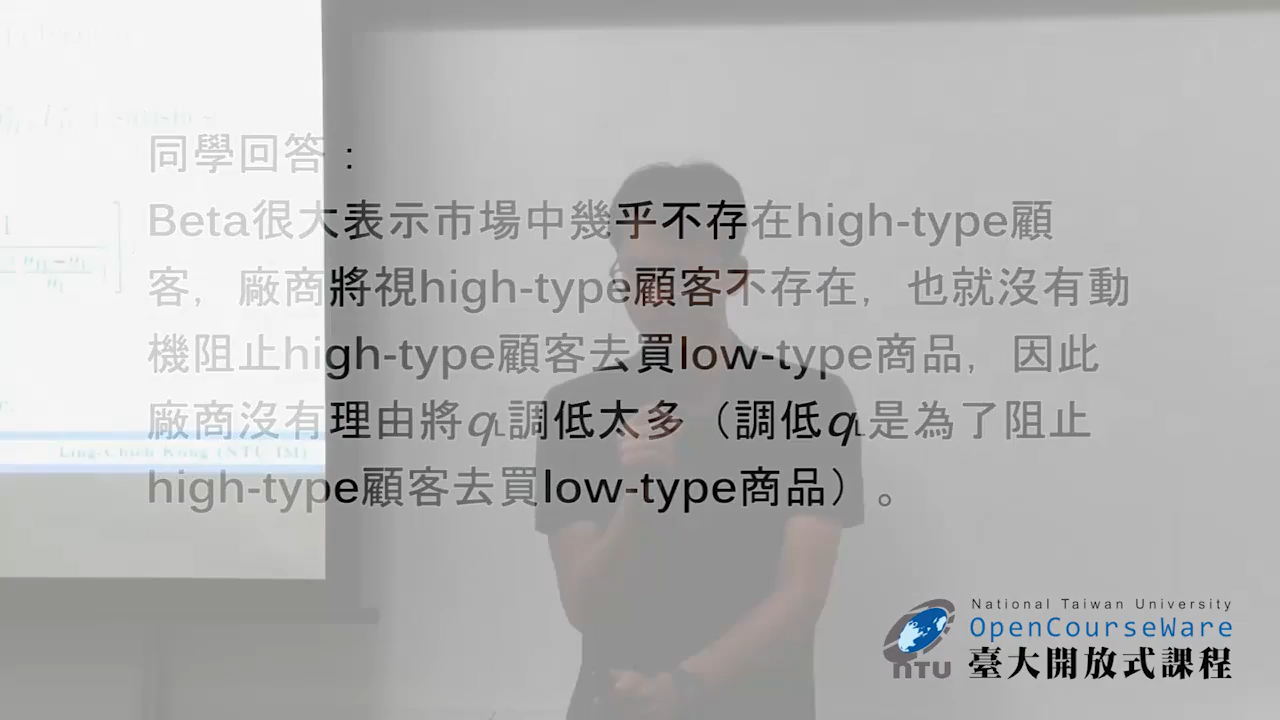 同學回答：
Beta很大表示市場中幾乎不存在high-type顧
客，廠商將視high-type顧客不存在，也就沒有動
機阻止high-type顧客去買low-type商品，因此
廠商沒有理由將qL調低太多（調低qL是為了阻止
high-type顧客去買low-type商品）。
Ling-Chieh Kung (NTU IM)
National Taiwan University
OpenCourseWare
臺大開放式課程
NTU